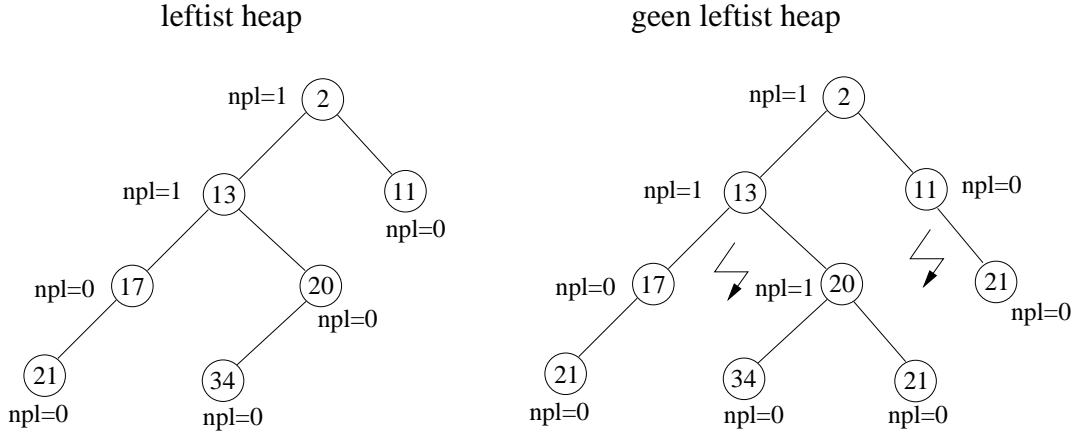 leftist heap
geen leftist heap
npl=1
2
npl=1
13
11
npl=0
npl=0
17
20
npl=0
21
npl=0
34
npl=0
npl=1
2
npl=1
13
11
npl=0
npl=0
17
npl=1
20
21
npl=0
21
npl=0
34
npl=0
21
npl=0